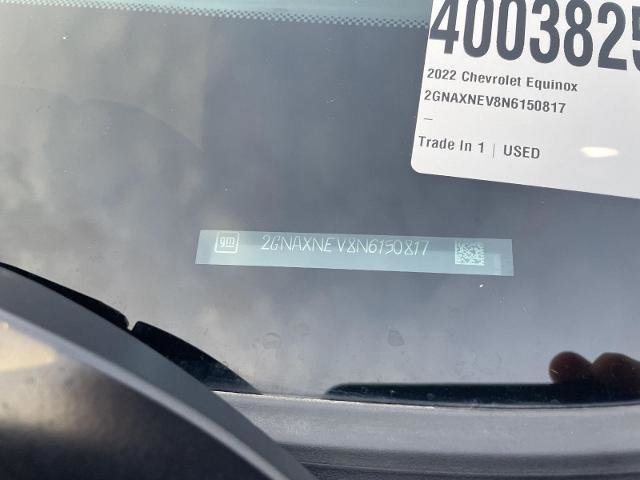 4003825
2022 Chevrolet Equinox
2GNAXNEV8N6150817
–
Trade In 1 | USED
gm 2GNAXNEV8N6150817